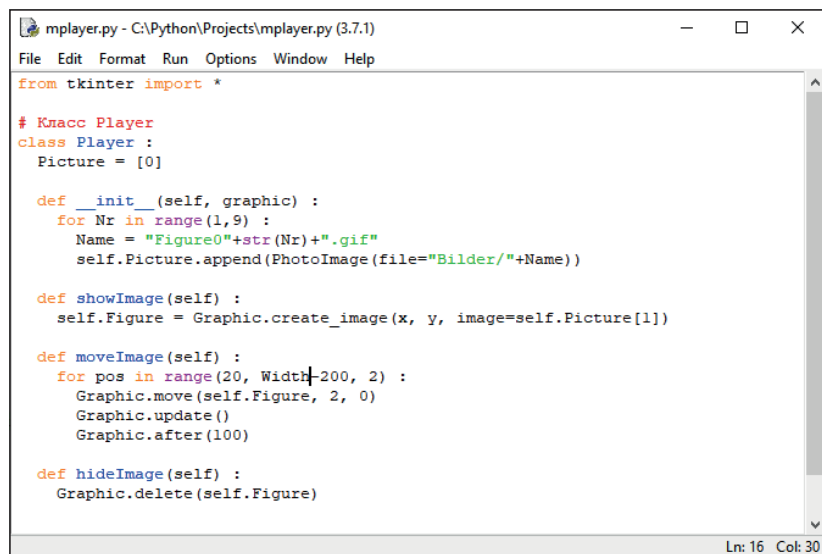 mplayer.py - C:\Python\Projects\mplayer.py (3.7.1)
File Edit Format Run Options Window Help
from tkinter import *
# Класс Player
class Player :
  Picture = [0]
  def __init__(self, graphic) :
    for Nr in range(1,9) :
      Name = "Figure0"+str(Nr)+".gif"
      self.Picture.append(PhotoImage(file="Bilder/"+Name))
  def showImage(self) :
    self.Figure = Graphic.create_image(x, y, image=self.Picture[1])
  def moveImage(self) :
    for pos in range(20, Width-200, 2) :
      Graphic.move(self.Figure, 2, 0)
      Graphic.update()
      Graphic.after(100)
  def hideImage(self) :
    Graphic.delete(self.Figure)
Ln: 16 Col: 30